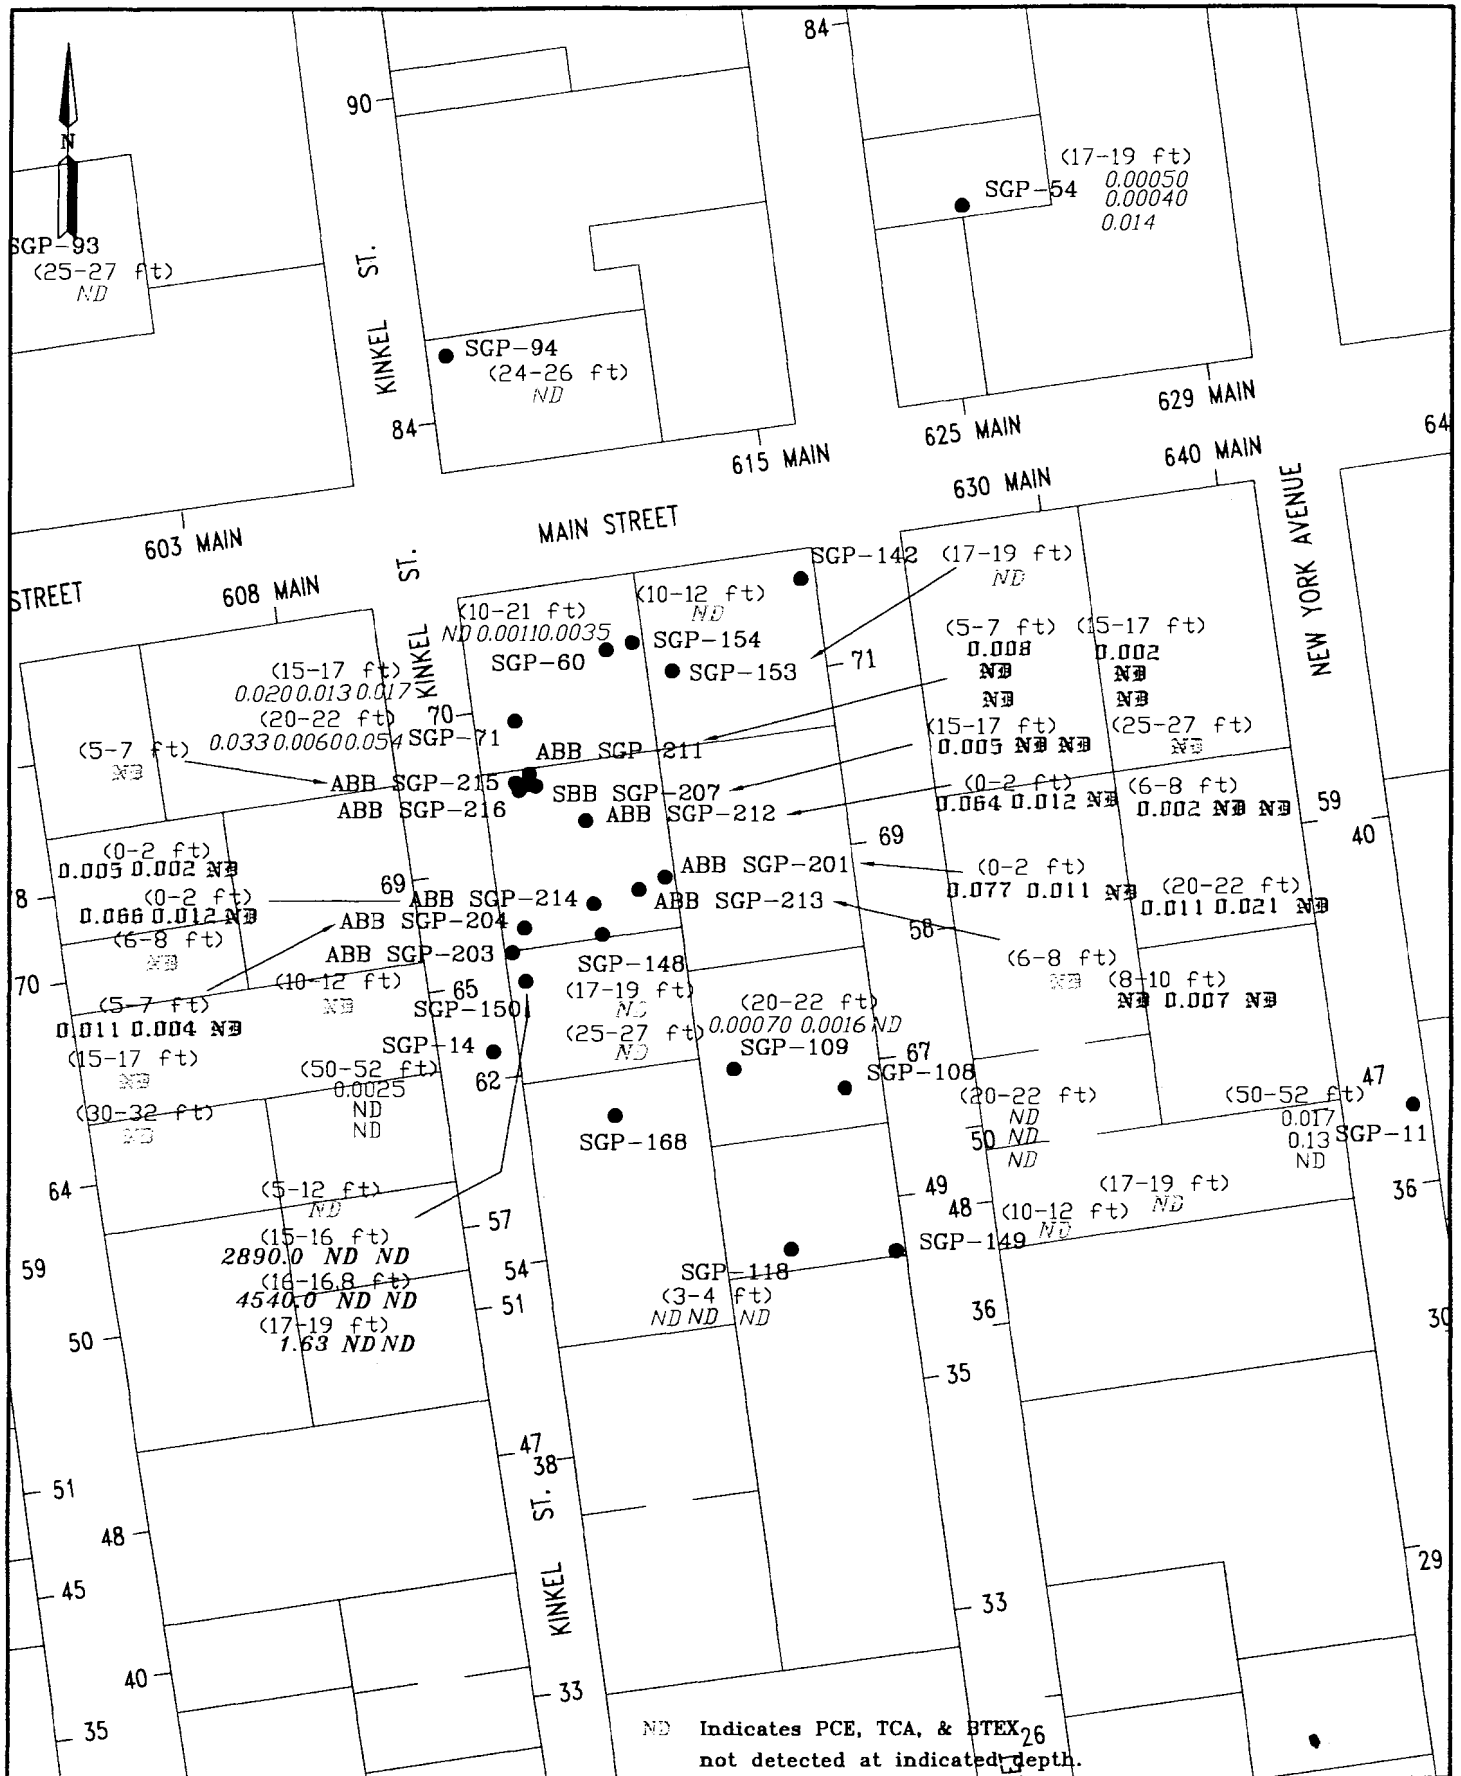 84
90
N
(17-19 ft)
SGP-54
0.00050
0.00040
0.014
SGP-93
(25-27 ft)
ND
KINKEL ST.
SGP-94
(24-26 ft)
ND
84
629 MAIN
625 MAIN
615 MAIN
64
640 MAIN
630 MAIN
NEW YORK AVENUE
MAIN STREET
603 MAIN
STREET
608 MAIN
KINKEL ST.
SGP-142
(17-19 ft)
ND
(10-12 ft)
ND
(10-21 ft)
ND 0.0011 0.0035
SGP-154
SGP-60
SGP-153
71
(5-7 ft) (15-17 ft)
0.008 0.002
ND ND
ND ND
(15-17 ft)
0.020 0.013 0.017
(20-22 ft)
0.033 0.0060 0.054
70
SGP-71
(15-17 ft) (25-27 ft)
0.005 ND ND ND
(5-7 ft)
ND
ABB SGP-211
ABB SGP-215
SBB SGP-207
ABB SGP-216
ABB SGP-212
(0-2 ft) (6-8 ft)
0.064 0.012 ND 0.002 ND ND
59
40
69
(0-2 ft)
0.005 0.002 ND
69
ABB SGP-201
(0-2 ft) (20-22 ft)
0.077 0.011 ND 0.011 0.021 ND
8
(0-2 ft)
0.066 0.012 ND
(6-8 ft)
ND
ABB SGP-214
ABB SGP-213
ABB SGP-204
58
ABB SGP-203
SGP-148
(17-19 ft)
ND
(25-27 ft)
ND
(6-8 ft) (8-10 ft)
ND ND 0.007 ND
70
(10-12 ft)
ND
65
SGP-150
(5-7 ft)
0.011 0.004 ND
(15-17 ft)
ND
(30-32 ft)
ND
(20-22 ft)
0.00070 0.0016 ND
SGP-109
67
SGP-108
SGP-14
(50-52 ft)
0.0025
ND
ND
62
(20-22 ft)
ND
ND
ND
50
47
(50-52 ft)
0.017
0.13
ND
SGP-11
SGP-168
64
49
48
36
(17-19 ft)
ND
(10-12 ft)
ND
(5-12 ft)
ND
(15-16 ft)
2890.0 ND ND
(16-16.8 ft)
4540.0 ND ND
(17-19 ft)
1.63 ND ND
57
SGP-149
SGP-118
(3-4 ft)
ND ND ND
59
54
51
36
30
50
35
47
38
51
48
KINKEL ST.
45
29
33
40
33
35
ND Indicates PCE, TCA, & BTEX
not detected at indicated depth.
26